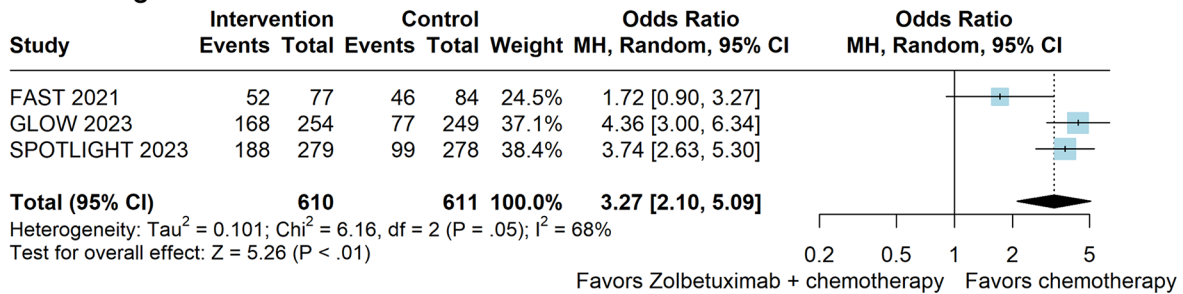 Intervention Control Odds Ratio Odds Ratio
Study Events Total Events Total Weight MH, Random, 95% CI MH, Random, 95% CI
FAST 2021 52 77 46 84 24.5% 1.72 [0.90, 3.27]
GLOW 2023 168 254 77 249 37.1% 4.36 [3.00, 6.34]
SPOTLIGHT 2023 188 279 99 278 38.4% 3.74 [2.63, 5.30]
Total (95% CI) 610 611 100.0% 3.27 [2.10, 5.09]
Heterogeneity: Tau² = 0.101; Chi² = 6.16, df = 2 (P = .05); I² = 68%
Test for overall effect: Z = 5.26 (P < .01)
0.2 0.5 1 2 5
Favors Zolbetuximab + chemotherapy Favors chemotherapy